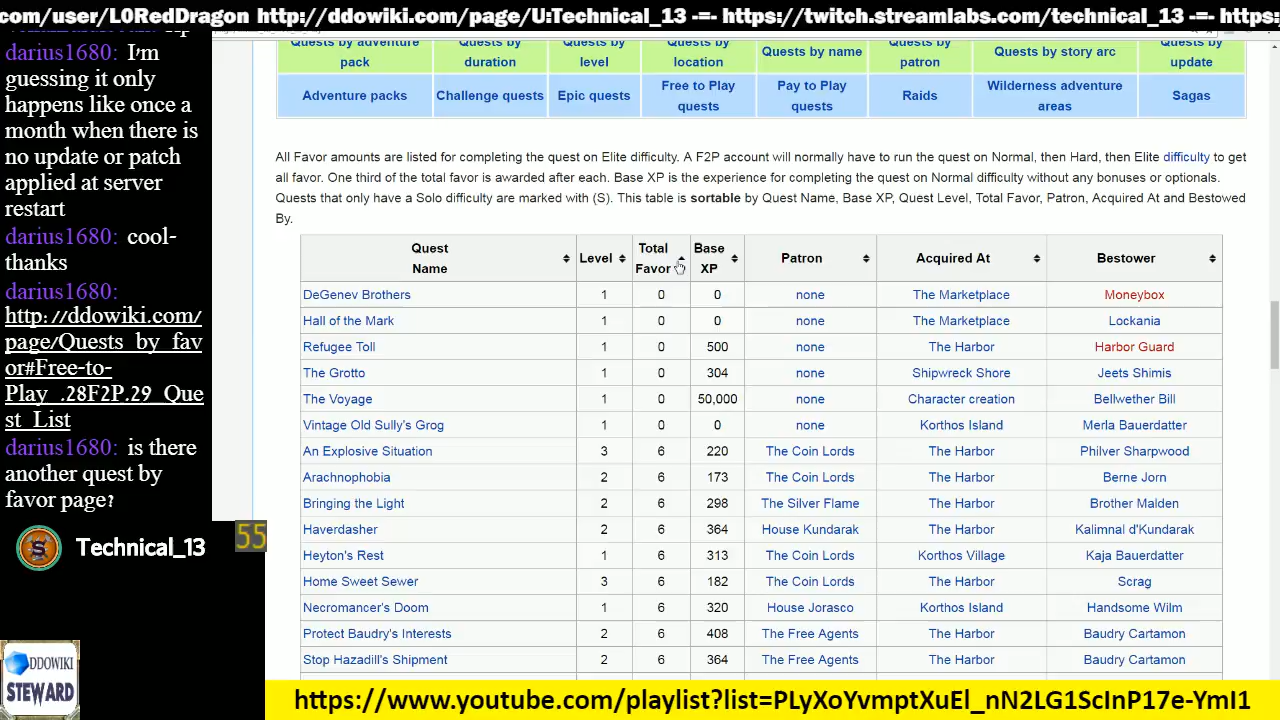 com/user/L0RedDragon http://ddowiki.com/page/U:Technical_13 -=- https://twitch.streamlabs.com/technical_13 -=- https:
darius1680: I'm
guessing it only
happens like once a
month when there is
no update or patch
applied at server
restart
darius1680: cool-
thanks
darius1680:
http://ddowiki.com/
page/Quests_by_fav
or#Free-to-
Play_.28F2P.29_Que
st_List
darius1680: is there
another quest by
favor page?
Technical_13
55
DDOWIKI
STEWARD
Quests by adventure pack Quests by duration Quests by level Quests by location Quests by name Quests by patron Quests by story arc Quests by update
Adventure packs Challenge quests Epic quests Free to Play quests Pay to Play quests Raids Wilderness adventure areas Sagas
All Favor amounts are listed for completing the quest on Elite difficulty. A F2P account will normally have to run the quest on Normal, then Hard, then Elite difficulty to get
all favor. One third of the total favor is awarded after each. Base XP is the experience for completing the quest on Normal difficulty without any bonuses or optionals.
Quests that only have a Solo difficulty are marked with (S). This table is sortable by Quest Name, Base XP, Quest Level, Total Favor, Patron, Acquired At and Bestowed
By.
Quest Name Level Total Favor Base XP Patron Acquired At Bestower
DeGenev Brothers 1 0 0 none The Marketplace Moneybox
Hall of the Mark 1 0 0 none The Marketplace Lockania
Refugee Toll 1 0 500 none The Harbor Harbor Guard
The Grotto 1 0 304 none Shipwreck Shore Jeets Shimis
The Voyage 1 0 50,000 none Character creation Bellwether Bill
Vintage Old Sully's Grog 1 0 0 none Korthos Island Merla Bauerdatter
An Explosive Situation 3 6 220 The Coin Lords The Harbor Philver Sharpwood
Arachnophobia 2 6 173 The Coin Lords The Harbor Berne Jorn
Bringing the Light 2 6 298 The Silver Flame The Harbor Brother Malden
Haverdasher 2 6 364 House Kundarak The Harbor Kalimnal d'Kundarak
Heyton's Rest 1 6 313 The Coin Lords Korthos Village Kaja Bauerdatter
Home Sweet Sewer 3 6 182 The Coin Lords The Harbor Scrag
Necromancer's Doom 1 6 320 House Jorasco Korthos Island Handsome Wilm
Protect Baudry's Interests 2 6 408 The Free Agents The Harbor Baudry Cartamon
Stop Hazadill's Shipment 2 6 364 The Free Agents The Harbor Baudry Cartamon
https://www.youtube.com/playlist?list=PLyXoYvmptXuEl_nN2LG1ScInP17e-YmI1